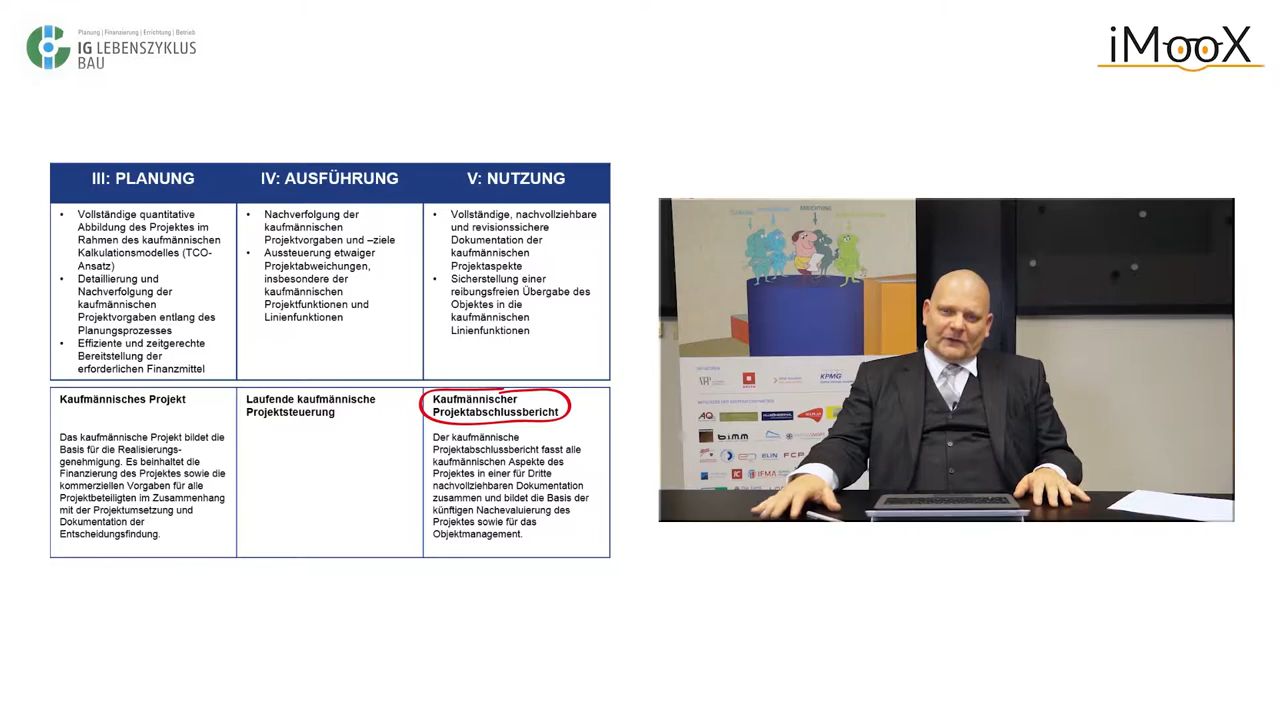 Planung | Finanzierung | Errichtung | Betrieb
IG LEBENSZYKLUS
BAU
iMooX
III: PLANUNG
• Vollständige quantitative
Abbildung des Projektes im
Rahmen des kaufmännischen
Kalkulationsmodelles (TCO-
Ansatz)
• Detaillierung und
Nachverfolgung der
kaufmännischen
Projektvorgaben entlang des
Planungsprozesses
• Effiziente und zeitgerechte
Bereitstellung der
erforderlichen Finanzmittel
IV: AUSFÜHRUNG
• Nachverfolgung der
kaufmännischen
Projektvorgaben und –ziele
• Aussteuerung etwaiger
Projektabweichungen,
insbesondere der
kaufmännischen
Projektfunktionen und
Linienfunktionen
V: NUTZUNG
• Vollständige, nachvollziehbare
und revisionssichere
Dokumentation der
kaufmännischen
Projektaspekte
• Sicherstellung einer
reibungsfreien Übergabe des
Objektes in die
kaufmännischen
Linienfunktionen
Kaufmännisches Projekt
Das kaufmännische Projekt bildet die
Basis für die Realisierungs-
genehmigung. Es beinhaltet die
Finanzierung des Projektes sowie die
kommerziellen Vorgaben für alle
Projektbeteiligten im Zusammenhang
mit der Projektumsetzung und
Dokumentation der
Entscheidungsfindung.
Laufende kaufmännische
Projektsteuerung
Kaufmännischer
Projektabschlussbericht
Der kaufmännische
Projektabschlussbericht fasst alle
kaufmännischen Aspekte des
Projektes in einer für Dritte
nachvollziehbaren Dokumentation
zusammen und bildet die Basis der
künftigen Nachevaluierung des
Projektes sowie für das
Objektmanagement.
ERRICHTUNG
KPMG
AQ
b.i.m.m
ELIN
FCP
IC
IFMA